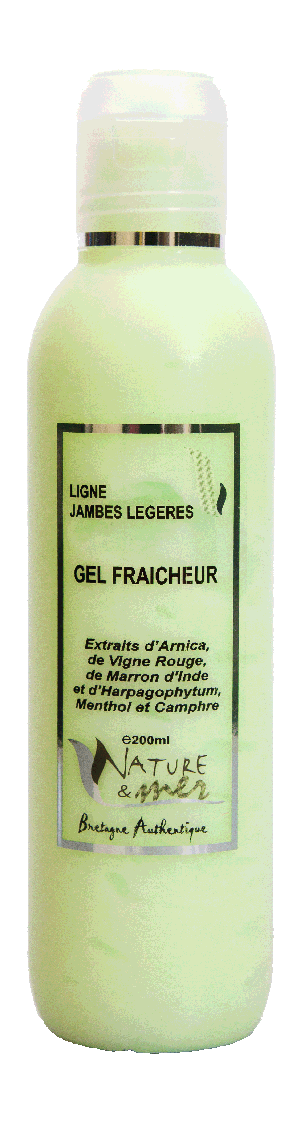 LIGNE
JAMBES LEGERES
GEL FRAICHEUR
Extraits d'Arnica,
de Vigne Rouge,
de Marron d'Inde
et d'Harpagophytum,
Menthol et Camphre
℮200ml
NATURE
& mer
Bretagne Authentique